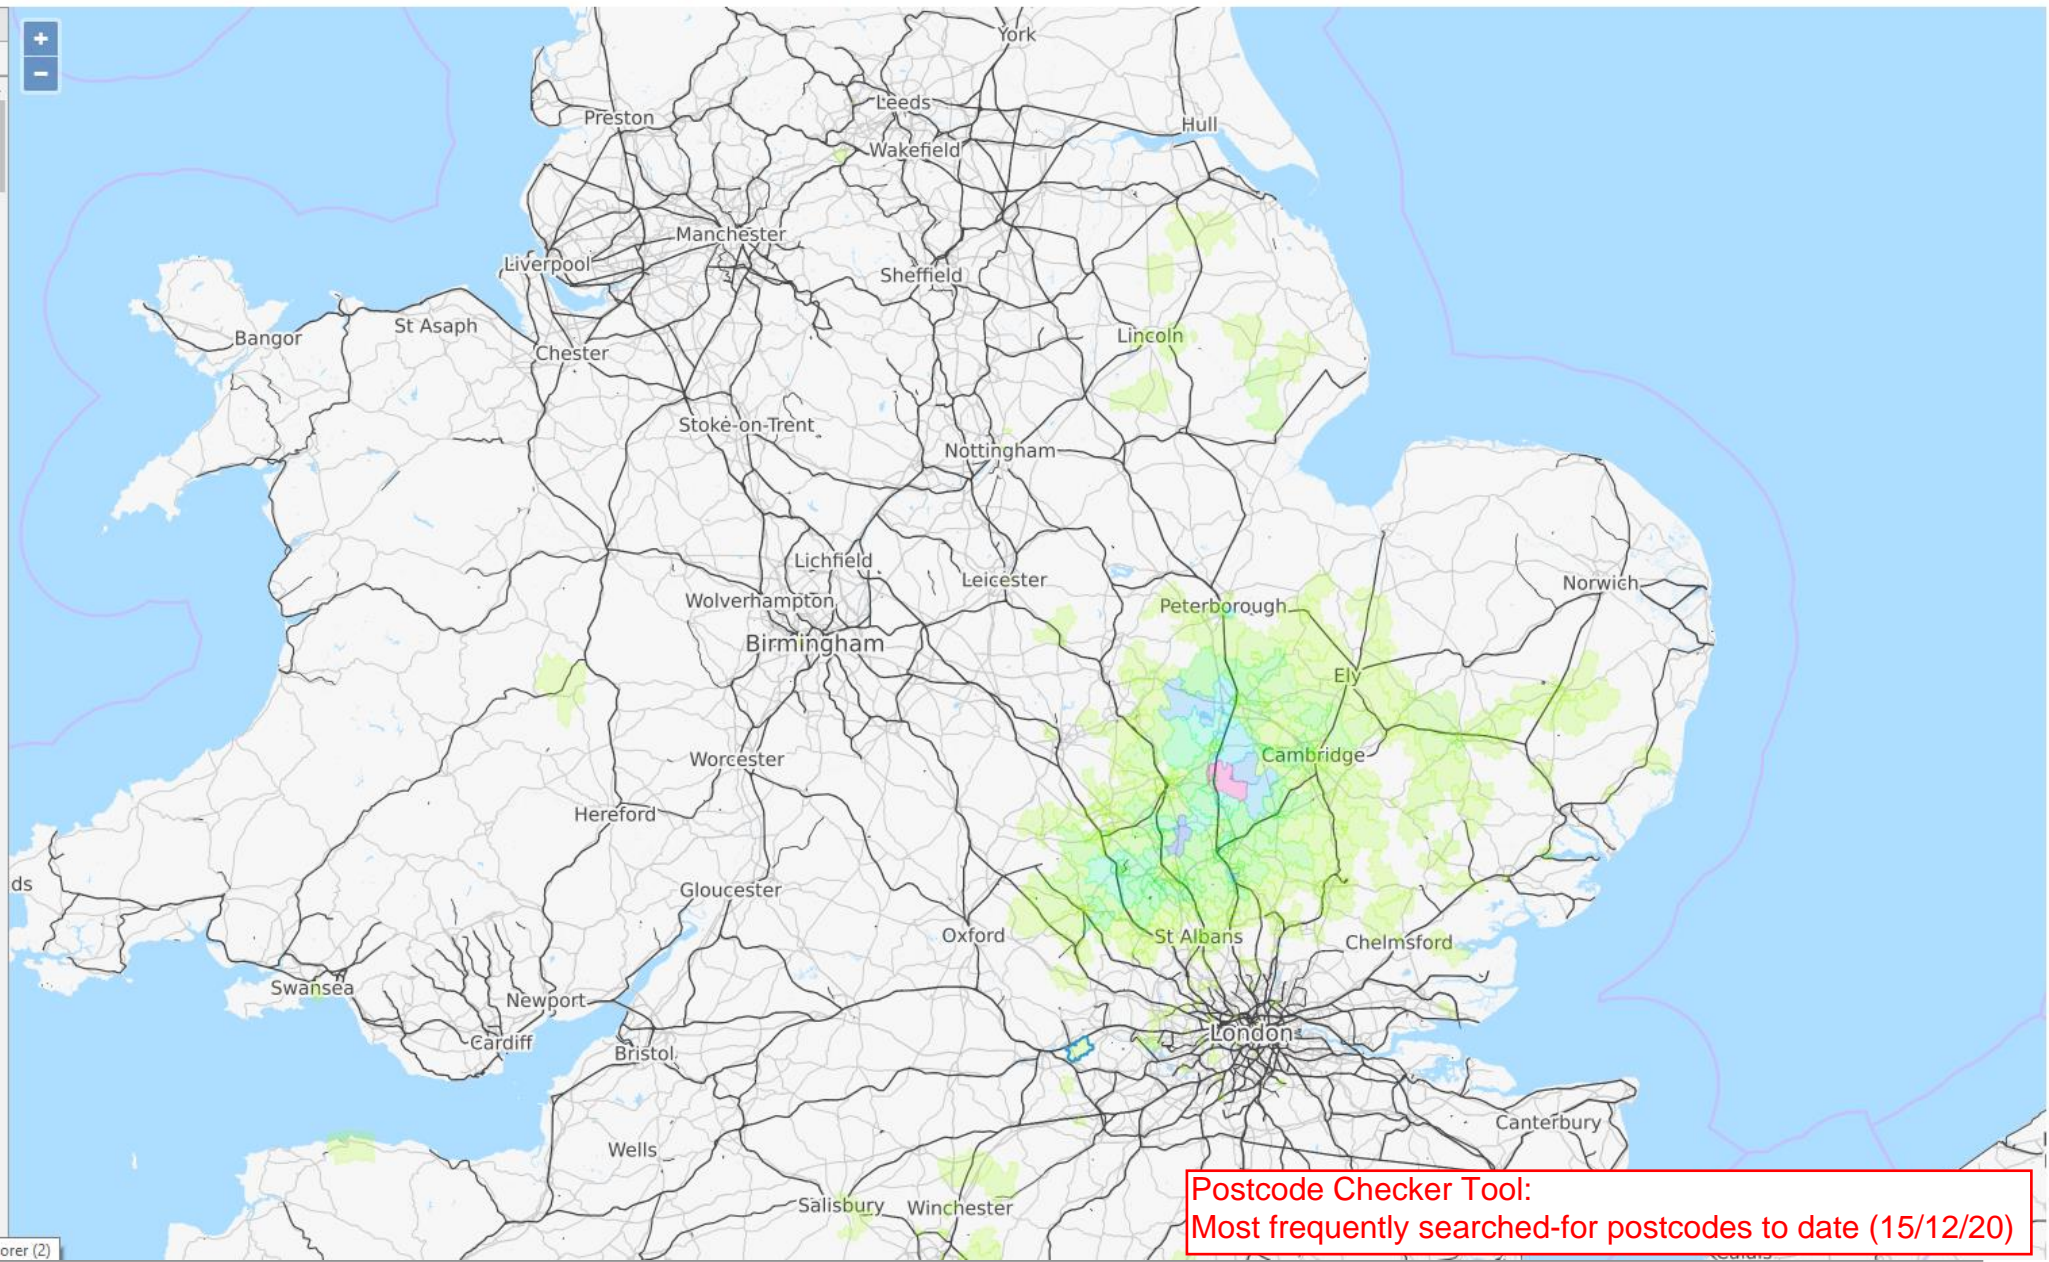 +
York
−
Leeds
Preston
Hull
Wakefield
Manchester
Liverpool
Sheffield
St Asaph
Bangor
Lincoln
Chester
Stoke-on-Trent
Nottingham
Lichfield
Leicester
Norwich
Wolverhampton
Peterborough
Birmingham
Ely
Cambridge
Worcester
Hereford
ds
Gloucester
Oxford
St Albans
Chelmsford
Swansea
Newport
London
Cardiff
Bristol
Canterbury
Wells
Salisbury
Winchester
Postcode Checker Tool:
Most frequently searched-for postcodes to date (15/12/20)
orer (2)